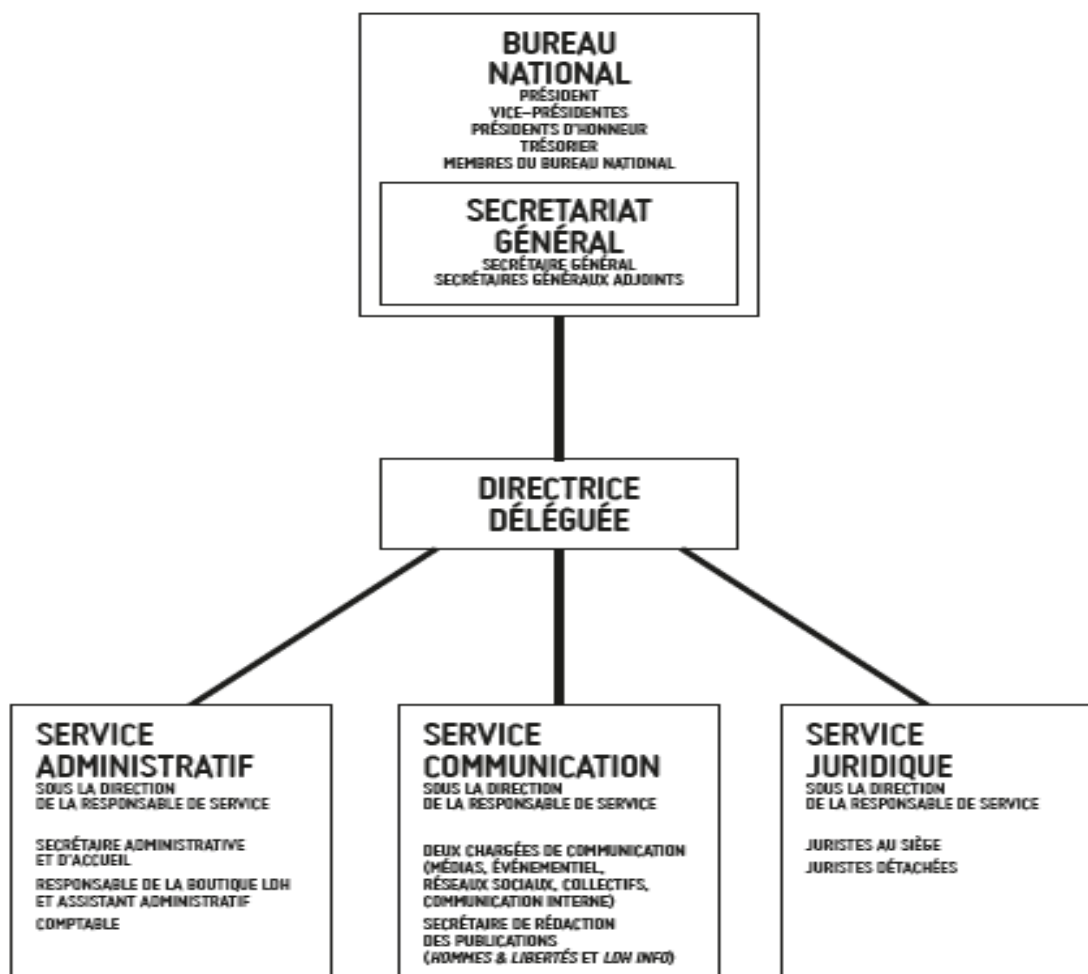 BUREAU
NATIONAL
PRÉSIDENT
VICE-PRÉSIDENTES
PRÉSIDENTS D'HONNEUR
TRÉSORIER
MEMBRES DU BUREAU NATIONAL
SECRETARIAT
GÉNÉRAL
SECRÉTAIRE GÉNÉRAL
SECRÉTAIRES GÉNÉRAUX ADJOINTS
DIRECTRICE
DÉLÉGUÉE
SERVICE
ADMINISTRATIF
SOUS LA DIRECTION
DE LA RESPONSABLE DE SERVICE
SECRÉTAIRE ADMINISTRATIVE
ET D'ACCUEIL
RESPONSABLE DE LA BOUTIQUE LDH
ET ASSISTANT ADMINISTRATIF
COMPTABLE
SERVICE
COMMUNICATION
SOUS LA DIRECTION
DE LA RESPONSABLE DE SERVICE
DEUX CHARGÉES DE COMMUNICATION
(MÉDIAS, ÉVÉNEMENTIEL,
RÉSEAUX SOCIAUX, COLLECTIFS,
COMMUNICATION INTERNE)
SECRÉTAIRE DE RÉDACTION
DES PUBLICATIONS
(HOMMES & LIBERTÉS ET LDH INFO)
SERVICE
JURIDIQUE
SOUS LA DIRECTION
DE LA RESPONSABLE DE SERVICE
JURISTES AU SIÈGE
JURISTES DÉTACHÉES